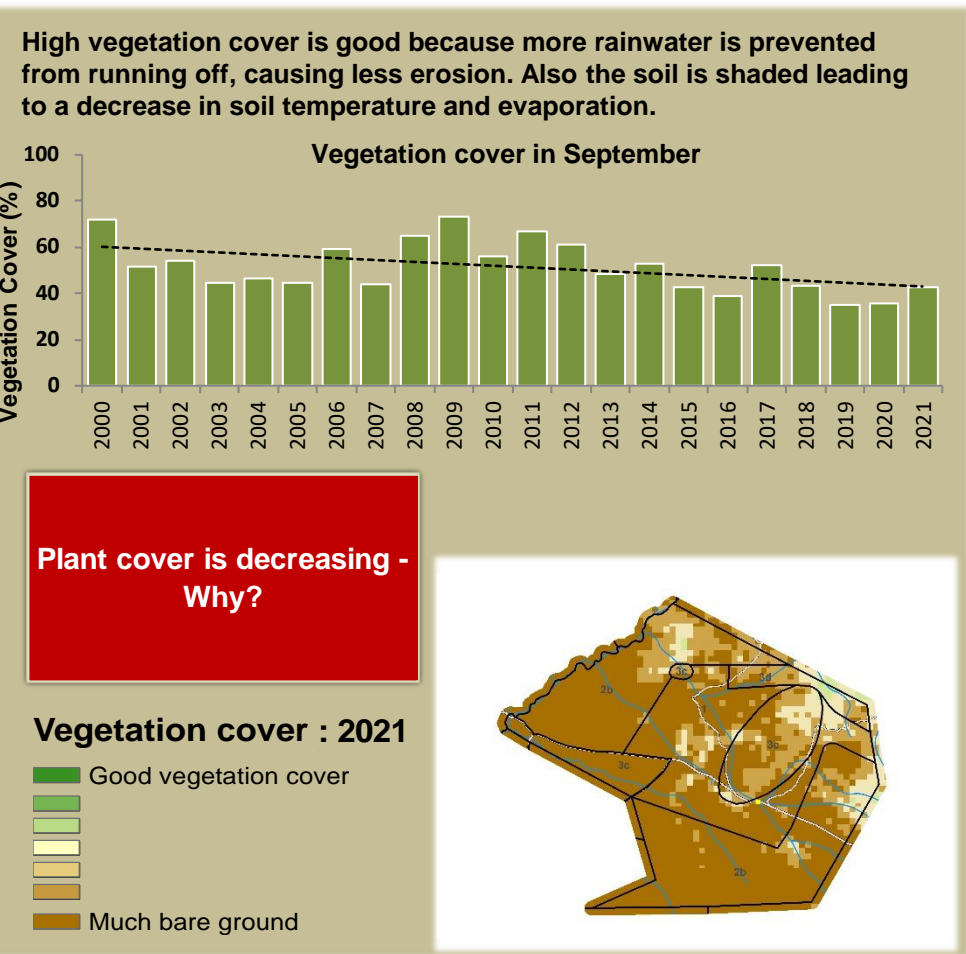 High vegetation cover is good because more rainwater is prevented
from running off, causing less erosion. Also the soil is shaded leading
to a decrease in soil temperature and evaporation.
Vegetation cover in September
Vegetation Cover (%)
100
80
60
40
20
0
2000 2001 2002 2003 2004 2005 2006 2007 2008 2009 2010 2011 2012 2013 2014 2015 2016 2017 2018 2019 2020 2021
Plant cover is decreasing -
Why?
Vegetation cover : 2021
Good vegetation cover
Much bare ground
3c
3d
2b
1
3c
3c
2b